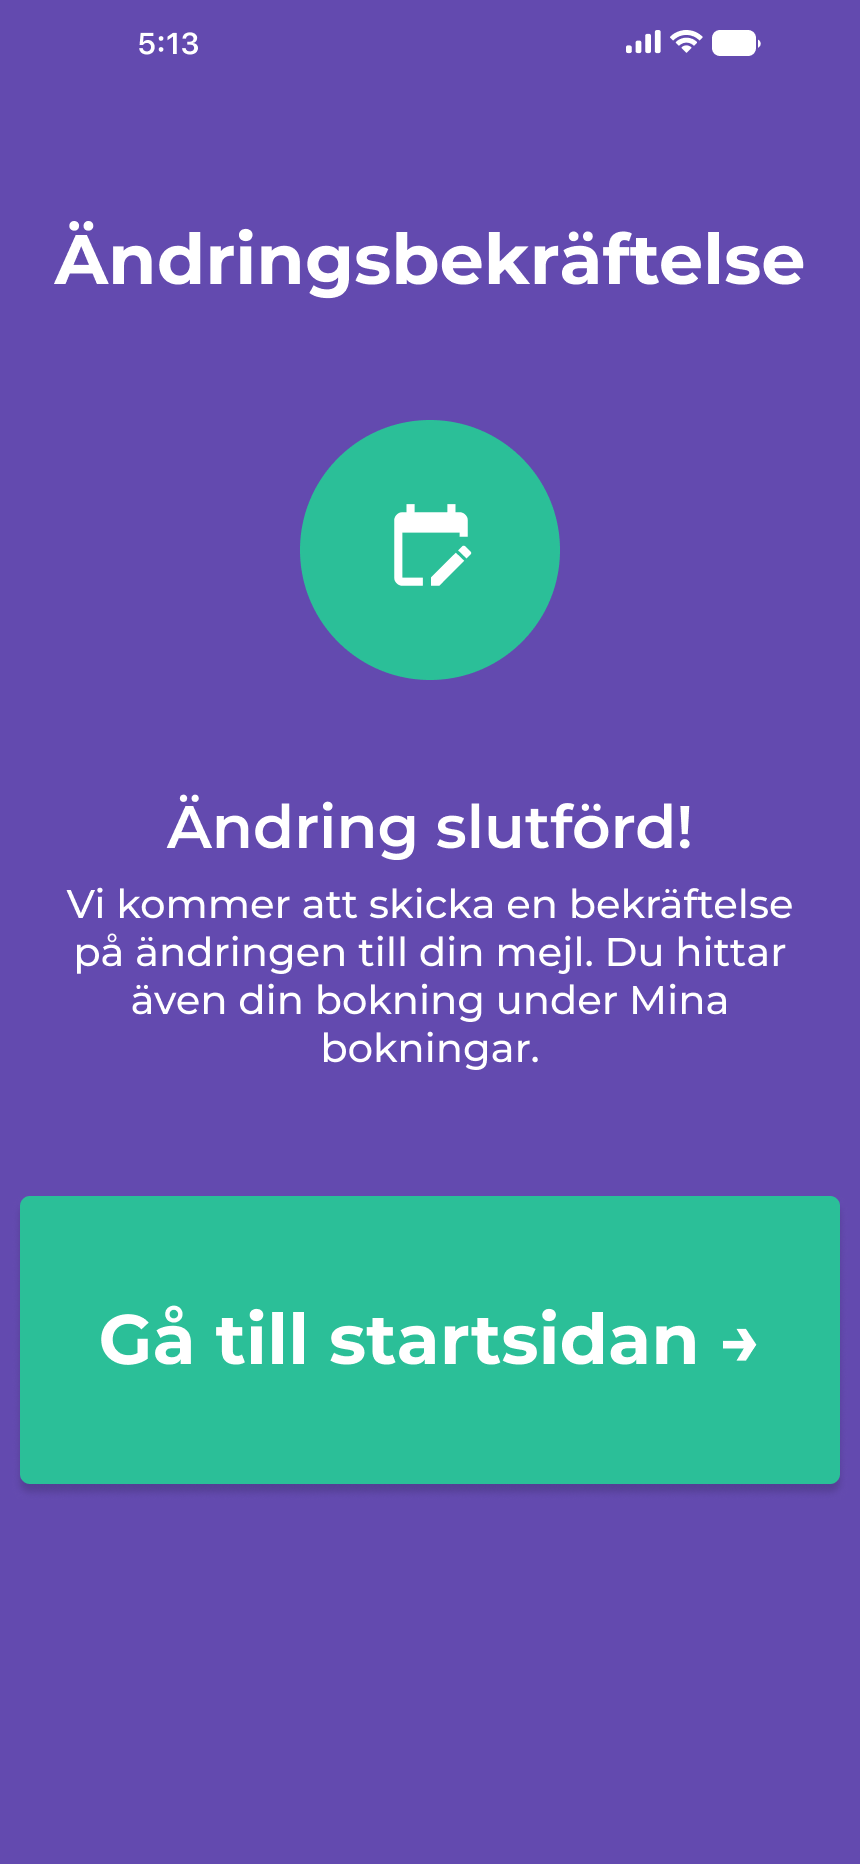 5:13
Ändringsbekräftelse
Ändring slutförd!
Vi kommer att skicka en bekräftelse
på ändringen till din mejl. Du hittar
även din bokning under Mina
bokningar.
Gå till startsidan →